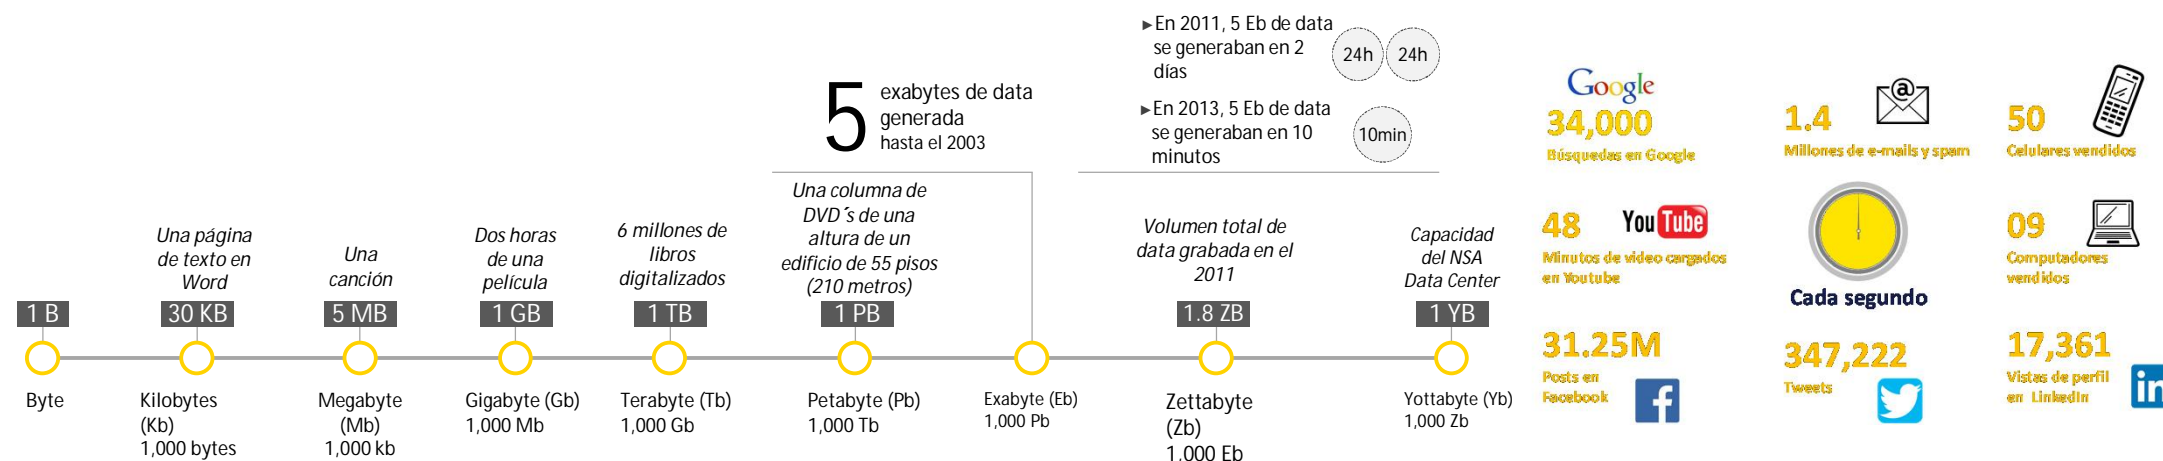 ►En 2011, 5 Eb de data
se generaban en 2
días
24h 24h
►En 2013, 5 Eb de data
se generaban en 10
minutos
10min
5 exabytes de data
generada
hasta el 2003
Una página
de texto en
Word
Una
canción
Dos horas
de una
película
6 millones de
libros
digitalizados
Una columna de
DVD´s de una
altura de un
edificio de 55 pisos
(210 metros)
Volumen total de
data grabada en el
2011
Capacidad
del NSA
Data Center
1 B
30 KB
5 MB
1 GB
1 TB
1 PB
1.8 ZB
1 YB
Byte
Kilobytes
(Kb)
1,000 bytes
Megabyte
(Mb)
1,000 kb
Gigabyte (Gb)
1,000 Mb
Terabyte (Tb)
1,000 Gb
Petabyte (Pb)
1,000 Tb
Exabyte (Eb)
1,000 Pb
Zettabyte
(Zb)
1,000 Eb
Yottabyte (Yb)
1,000 Zb
Google
34,000
Búsquedas en Google
@
1.4
Millones de e-mails y spam
50
Celulares vendidos
48
You Tube
Minutos de video cargados
en Youtube
Cada segundo
09
Computadores
vendidos
31.25M
Posts en
Facebook
f
347,222
Tweets
17,361
Vistas de perfil
en LinkedIn
in